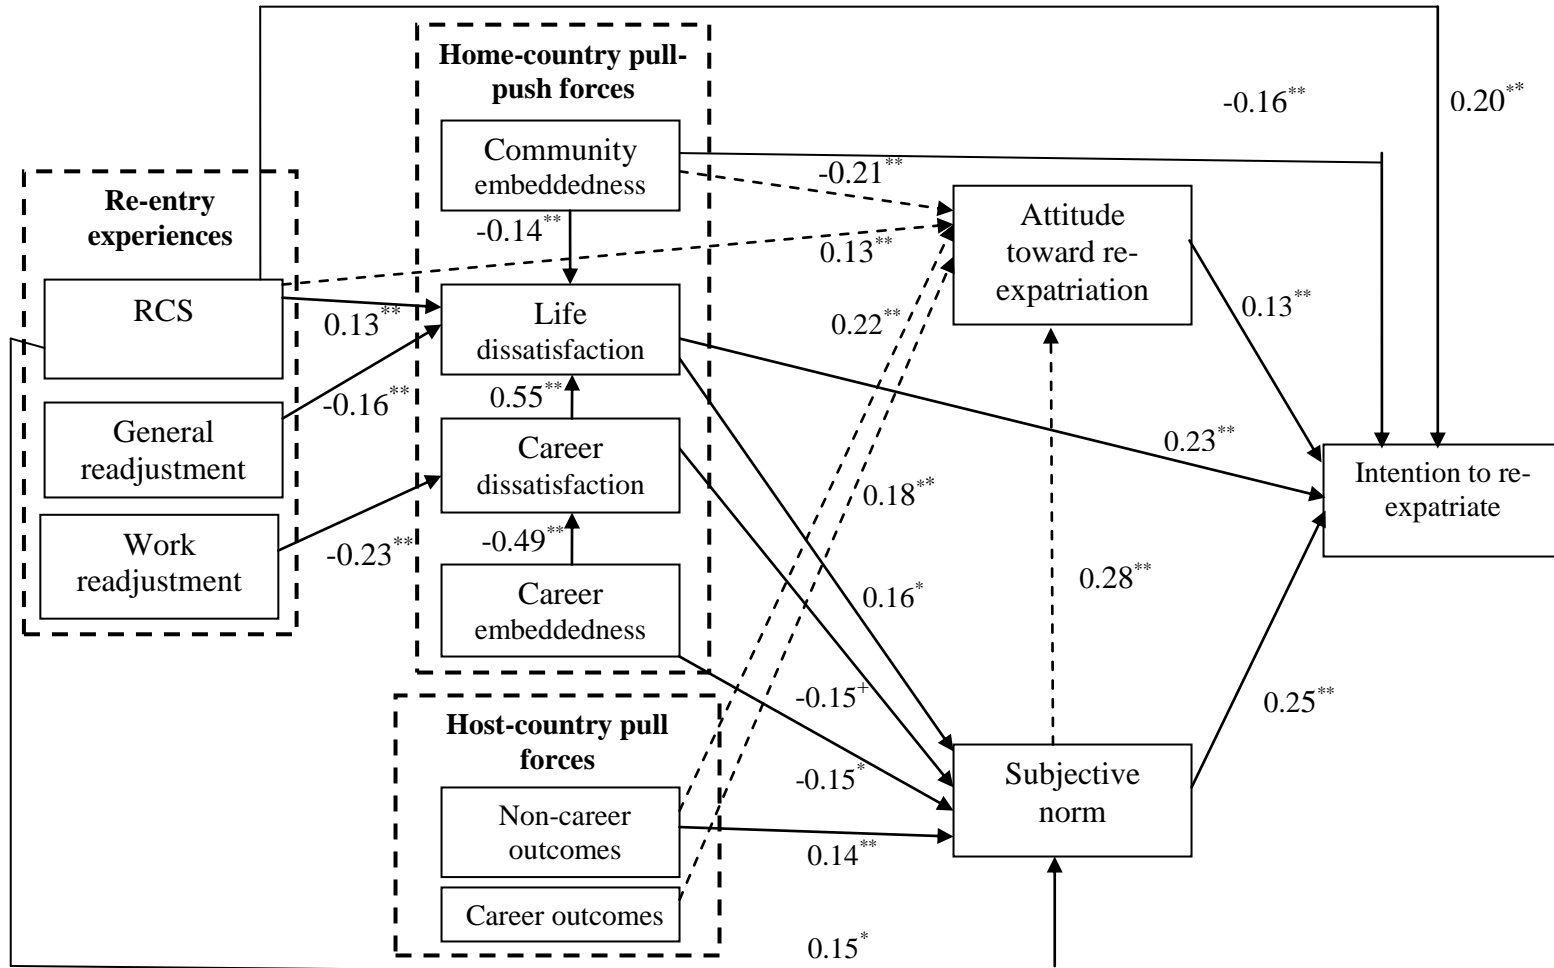 Home-country pull-
push forces
-0.16**
0.20**
Community
embeddedness
-0.21**
Re-entry
experiences
Attitude
toward re-
expatriation
-0.14**
0.13**
RCS
0.13**
Life
dissatisfaction
0.22**
0.13**
-0.16**
0.55**
General
readjustment
Career
dissatisfaction
0.23**
Intention to re-
expatriate
0.18**
Work
readjustment
-0.23**
-0.49**
Career
embeddedness
0.16*
0.28**
-0.15+
0.25**
Host-country pull
forces
-0.15*
Subjective
norm
Non-career
outcomes
0.14**
Career outcomes
0.15*